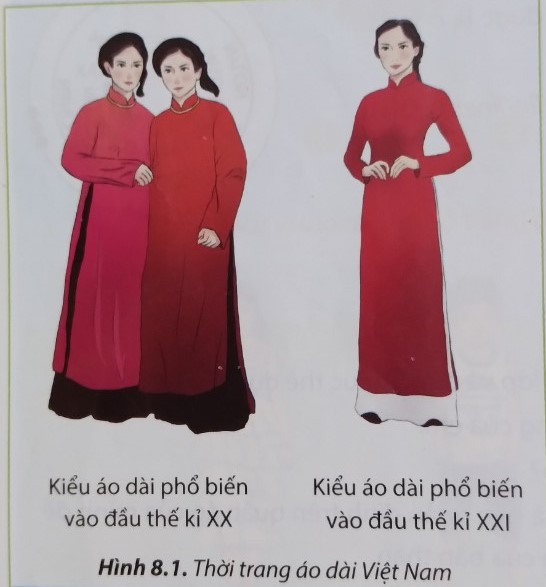 Kiểu áo dài phổ biến
vào đầu thế kỉ XX
Kiểu áo dài phổ biến
vào đầu thế kỉ XXI
Hình 8.1. Thời trang áo dài Việt Nam